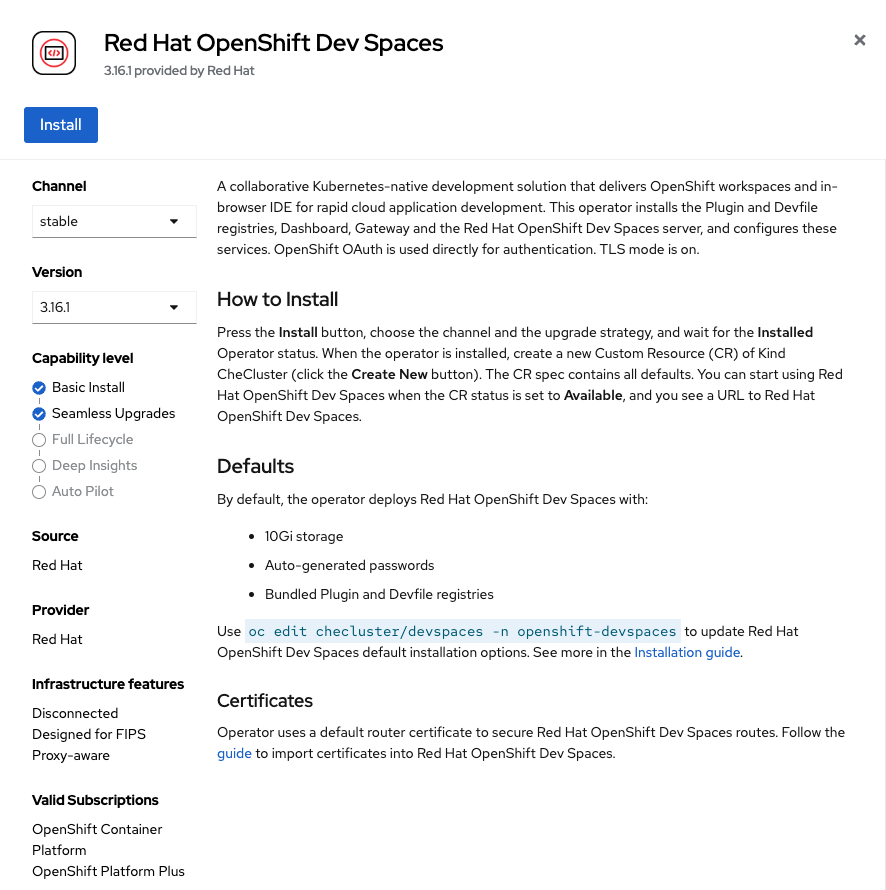 Red Hat OpenShift Dev Spaces
3.16.1 provided by Red Hat
Install
Channel
stable
Version
3.16.1
Capability level
Basic Install
Seamless Upgrades
Full Lifecycle
Deep Insights
Auto Pilot
Source
Red Hat
Provider
Red Hat
Infrastructure features
Disconnected
Designed for FIPS
Proxy-aware
Valid Subscriptions
OpenShift Container
Platform
OpenShift Platform Plus
A collaborative Kubernetes-native development solution that delivers OpenShift workspaces and in-
browser IDE for rapid cloud application development. This operator installs the Plugin and Devfile
registries, Dashboard, Gateway and the Red Hat OpenShift Dev Spaces server, and configures these
services. OpenShift OAuth is used directly for authentication. TLS mode is on.
How to Install
Press the Install button, choose the channel and the upgrade strategy, and wait for the Installed
Operator status. When the operator is installed, create a new Custom Resource (CR) of Kind
CheCluster (click the Create New button). The CR spec contains all defaults. You can start using Red
Hat OpenShift Dev Spaces when the CR status is set to Available, and you see a URL to Red Hat
OpenShift Dev Spaces.
Defaults
By default, the operator deploys Red Hat OpenShift Dev Spaces with:
• 10Gi storage
• Auto-generated passwords
• Bundled Plugin and Devfile registries
Use oc edit checluster/devspaces -n openshift-devspaces to update Red Hat
OpenShift Dev Spaces default installation options. See more in the Installation guide.
Certificates
Operator uses a default router certificate to secure Red Hat OpenShift Dev Spaces routes. Follow the
guide to import certificates into Red Hat OpenShift Dev Spaces.